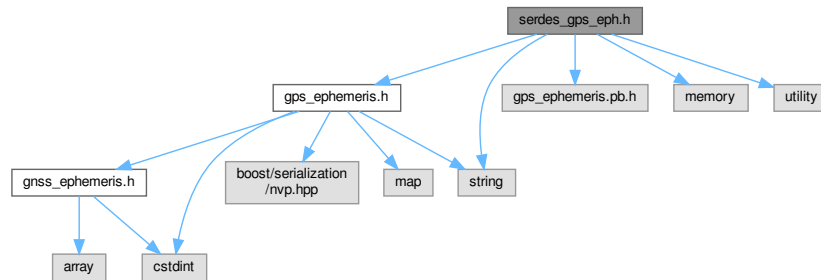 serdes_gps_eph.h
gps_ephemeris.h
gps_ephemeris.pb.h
memory
utility
gnss_ephemeris.h
boost/serialization
/nvp.hpp
map
string
array
cstdint